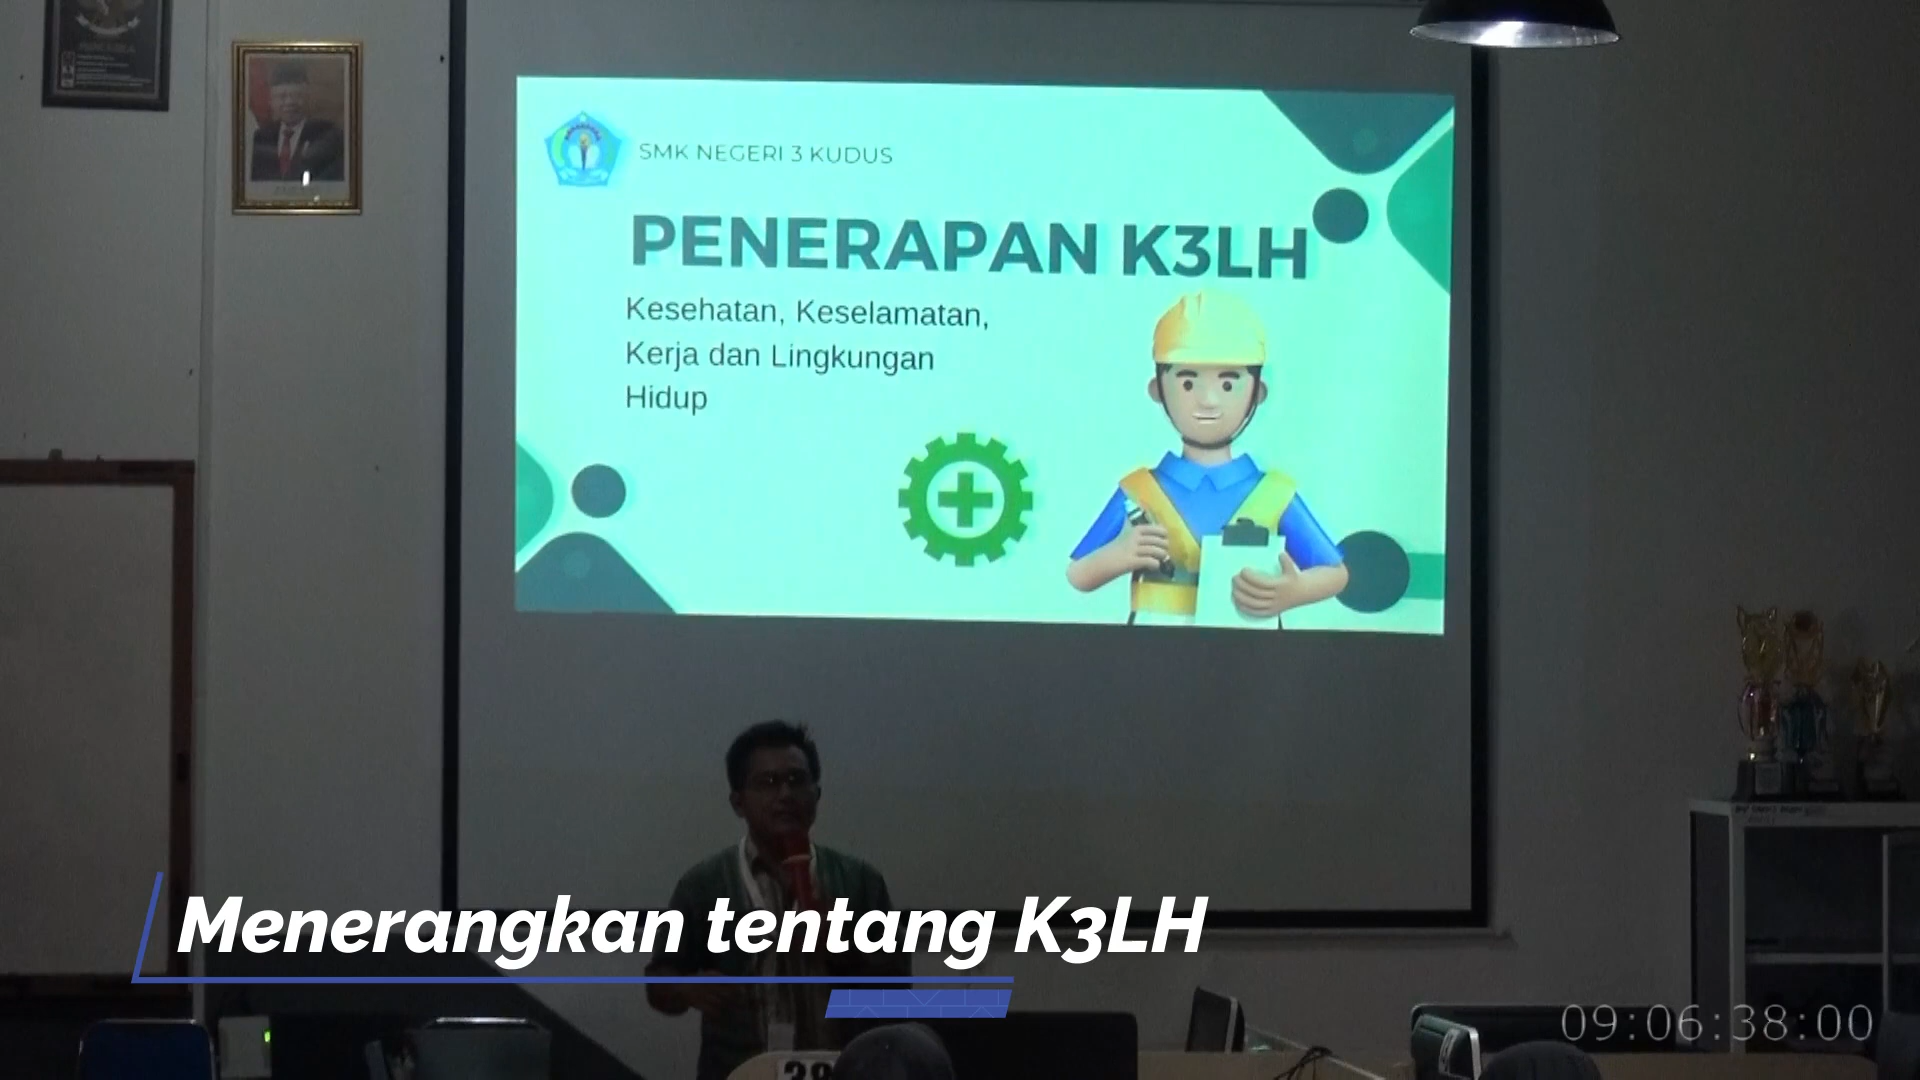 SMK NEGERI 3 KUDUS
PENERAPAN K3LH
Kesehatan, Keselamatan,
Kerja dan Lingkungan
Hidup
Menerangkan tentang K3LH
09:06:38:00
38